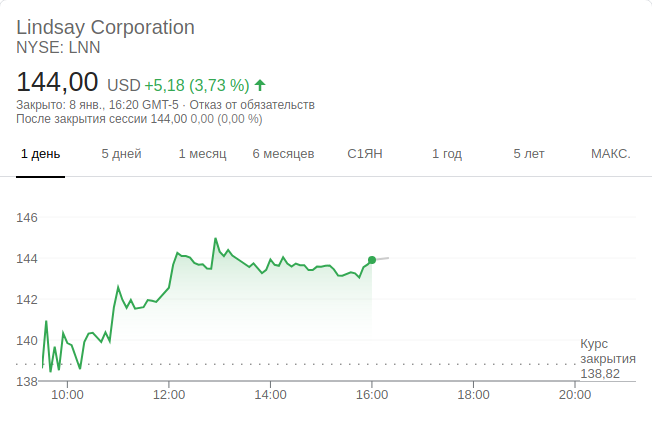 Lindsay Corporation
NYSE: LNN
144,00 USD +5,18 (3,73 %) ↑
Закрыто: 8 янв., 16:20 GMT-5 · Отказ от обязательств
После закрытия сессии 144,00 0,00 (0,00 %)
1 день 5 дней 1 месяц 6 месяцев С1ЯН 1 год 5 лет МАКС.
146
144
142
140
Курс
закрытия
138,82
138
10:00 12:00 14:00 16:00 18:00 20:00